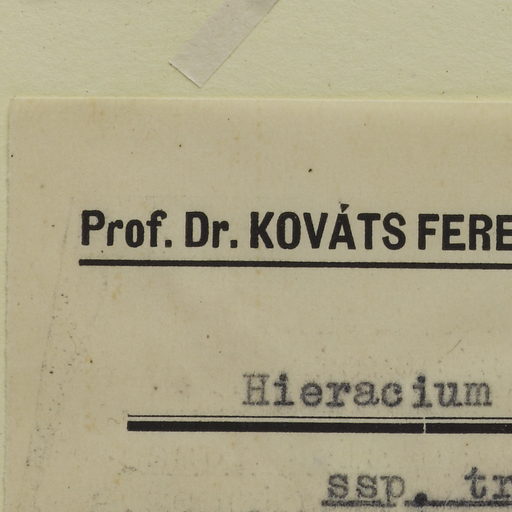 Prof. Dr. KOVÁTS FERE
Hieracium
ssp. tr